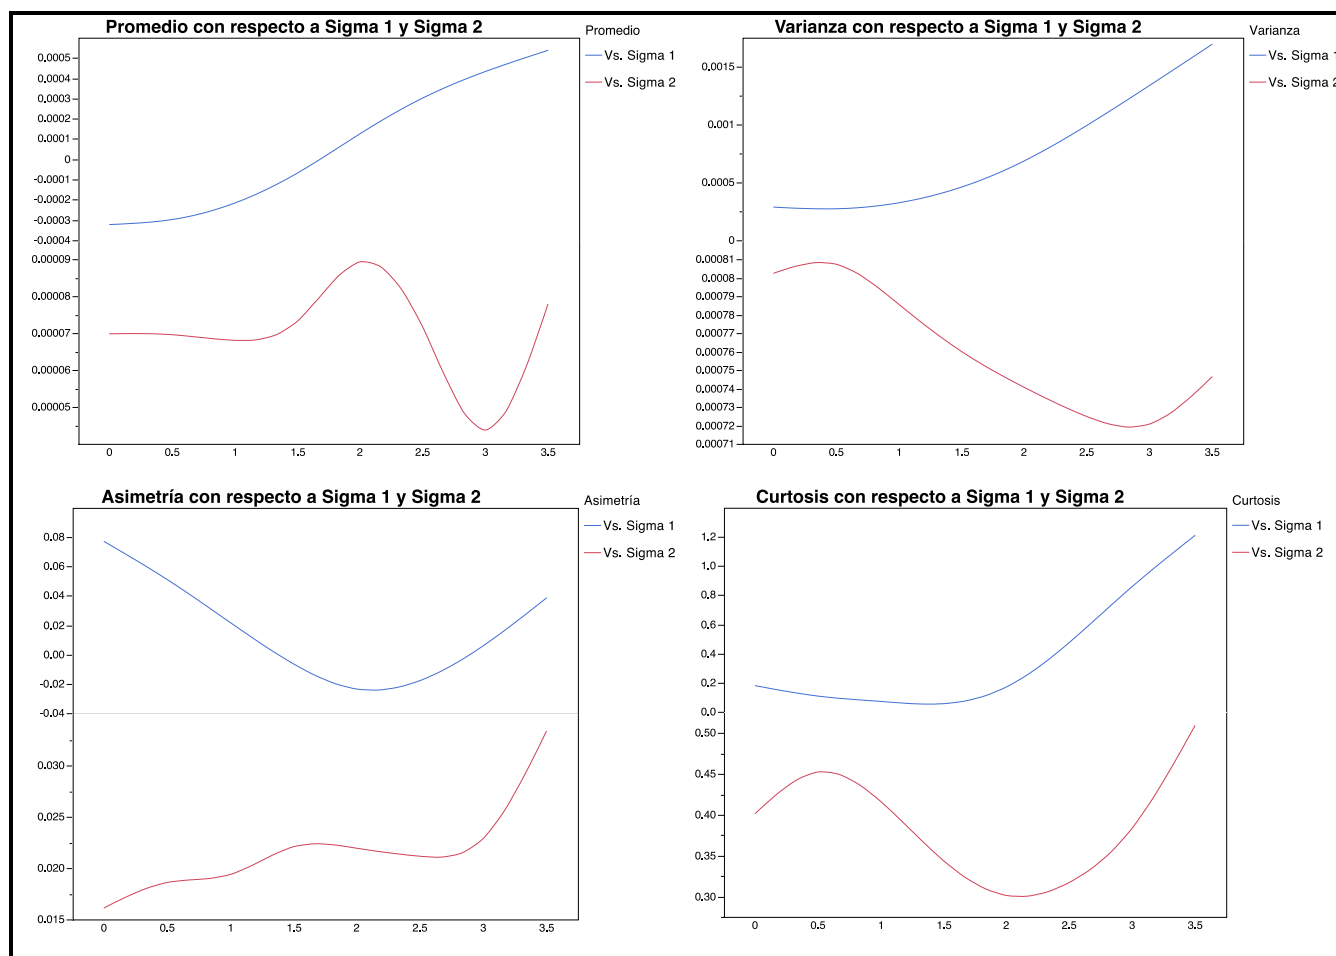 Promedio con respecto a Sigma 1 y Sigma 2
Promedio
Vs. Sigma 1
Vs. Sigma 2
0.0005
0.0004
0.0003
0.0002
0.0001
0
-0.0001
-0.0002
-0.0003
-0.0004
0.00009
0.00008
0.00007
0.00006
0.00005
0 0.5 1 1.5 2 2.5 3 3.5
Varianza con respecto a Sigma 1 y Sigma 2
Varianza
Vs. Sigma 1
Vs. Sigma 2
0.0015
0.001
0.0005
0
0.00081
0.0008
0.00079
0.00078
0.00077
0.00076
0.00075
0.00074
0.00073
0.00072
0.00071
0 0.5 1 1.5 2 2.5 3 3.5
Asimetría con respecto a Sigma 1 y Sigma 2
Asimetría
Vs. Sigma 1
Vs. Sigma 2
0.08
0.06
0.04
0.02
0.00
-0.02
-0.04
0.030
0.025
0.020
0.015
0 0.5 1 1.5 2 2.5 3 3.5
Curtosis con respecto a Sigma 1 y Sigma 2
Curtosis
Vs. Sigma 1
Vs. Sigma 2
1.2
1.0
0.8
0.6
0.4
0.2
0.0
0.50
0.45
0.40
0.35
0.30
0 0.5 1 1.5 2 2.5 3 3.5